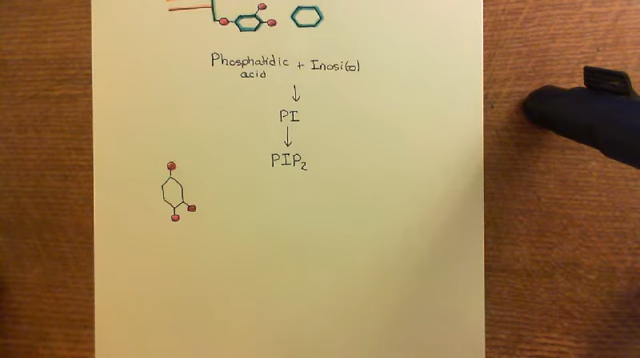 Phosphatidic + Inositol
acid
PI
PIP₂